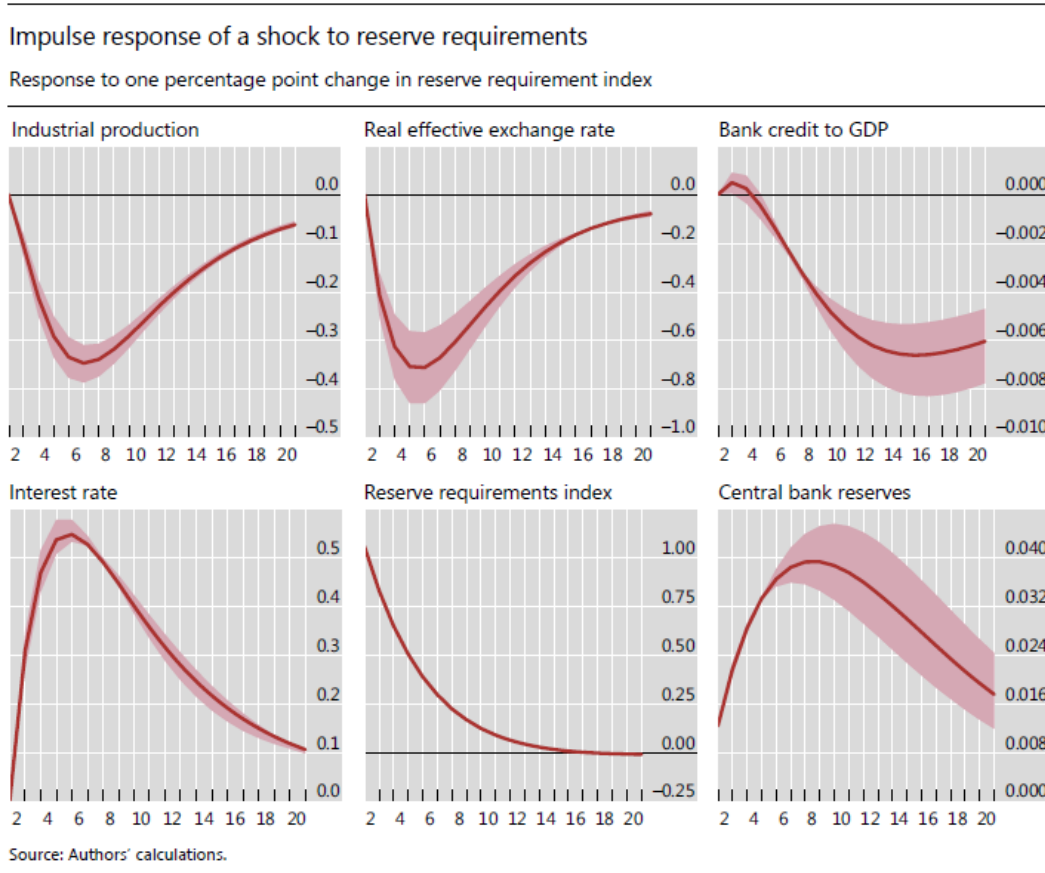 Impulse response of a shock to reserve requirements
Response to one percentage point change in reserve requirement index
Industrial production
0.0
–0.1
–0.2
–0.3
–0.4
–0.5
2 4 6 8 10 12 14 16 18 20
Real effective exchange rate
0.0
–0.2
–0.4
–0.6
–0.8
–1.0
2 4 6 8 10 12 14 16 18 20
Bank credit to GDP
0.000
–0.002
–0.004
–0.006
–0.008
–0.010
2 4 6 8 10 12 14 16 18 20
Interest rate
0.5
0.4
0.3
0.2
0.1
0.0
2 4 6 8 10 12 14 16 18 20
Reserve requirements index
1.00
0.75
0.50
0.25
0.00
–0.25
2 4 6 8 10 12 14 16 18 20
Central bank reserves
0.040
0.032
0.024
0.016
0.008
0.000
2 4 6 8 10 12 14 16 18 20
Source: Authors' calculations.